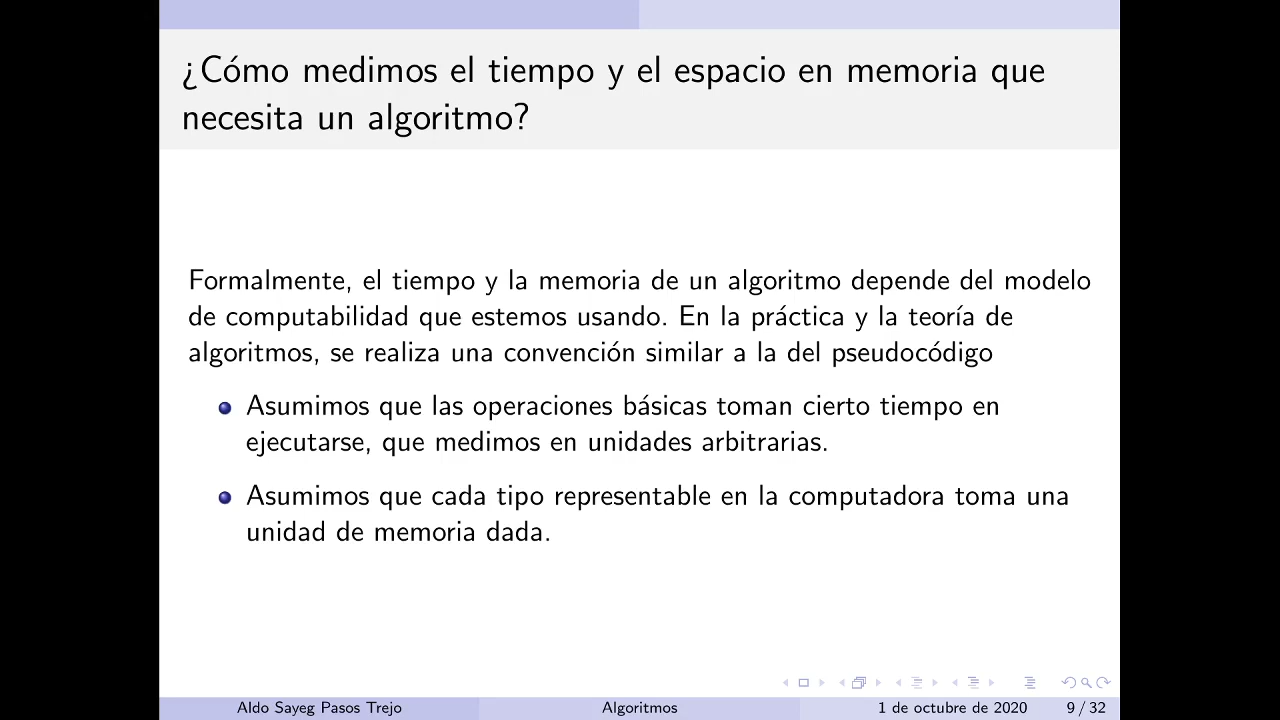 ¿Cómo medimos el tiempo y el espacio en memoria que
necesita un algoritmo?
Formalmente, el tiempo y la memoria de un algoritmo depende del modelo
de computabilidad que estemos usando. En la práctica y la teoría de
algoritmos, se realiza una convención similar a la del pseudocódigo
Asumimos que las operaciones básicas toman cierto tiempo en
ejecutarse, que medimos en unidades arbitrarias.
Asumimos que cada tipo representable en la computadora toma una
unidad de memoria dada.
Aldo Sayeg Pasos Trejo Algoritmos 1 de octubre de 2020 9 / 32